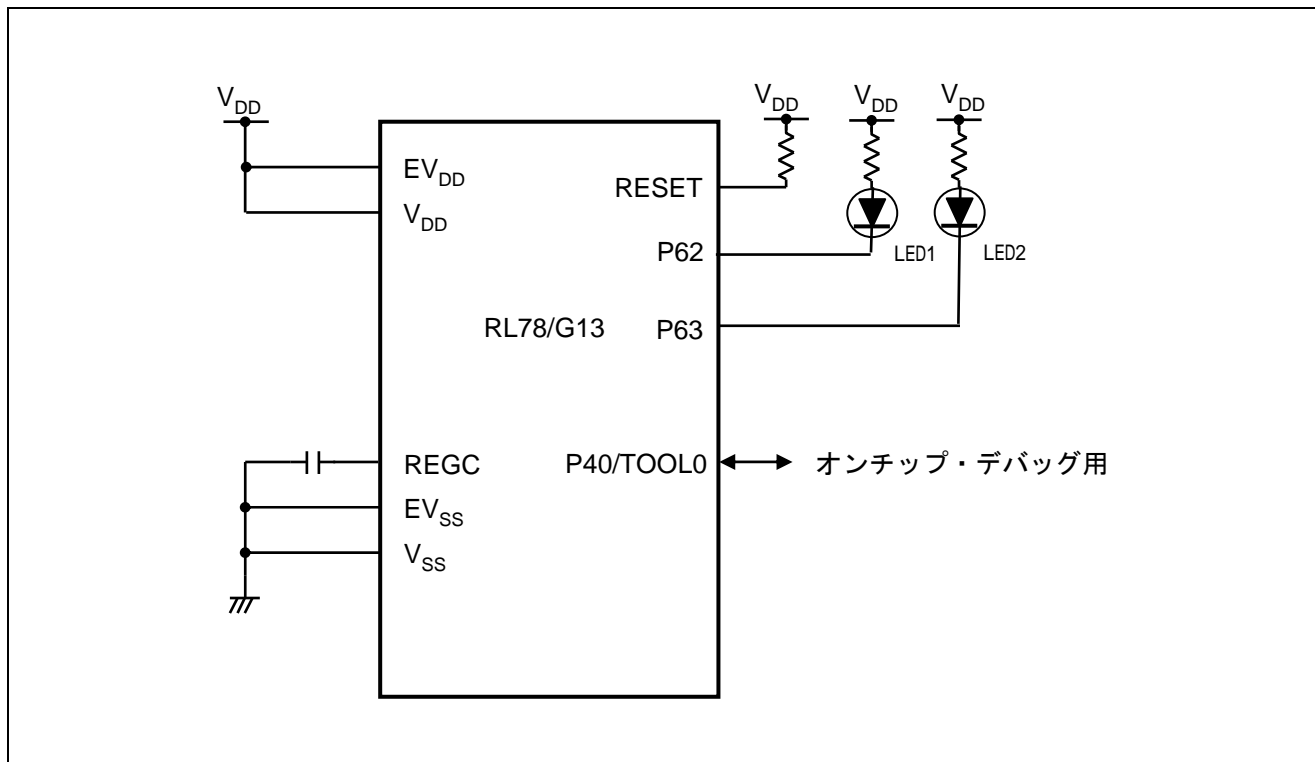 VDD
VDD
VDD
VDD
EVDD
VDD
RESET
P62
LED1
LED2
RL78/G13
P63
REGC
P40/TOOL0
オンチップ・デバッグ用
EVSS
VSS